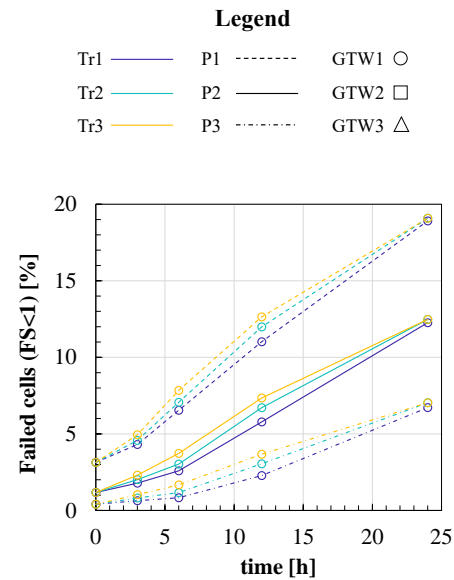 Legend
Tr1 P1 GTW1
Tr2 P2 GTW2
Tr3 P3 GTW3
Failed cells (FS<1) [%]
20
15
10
5
0
0 5 10 15 20 25
time [h]